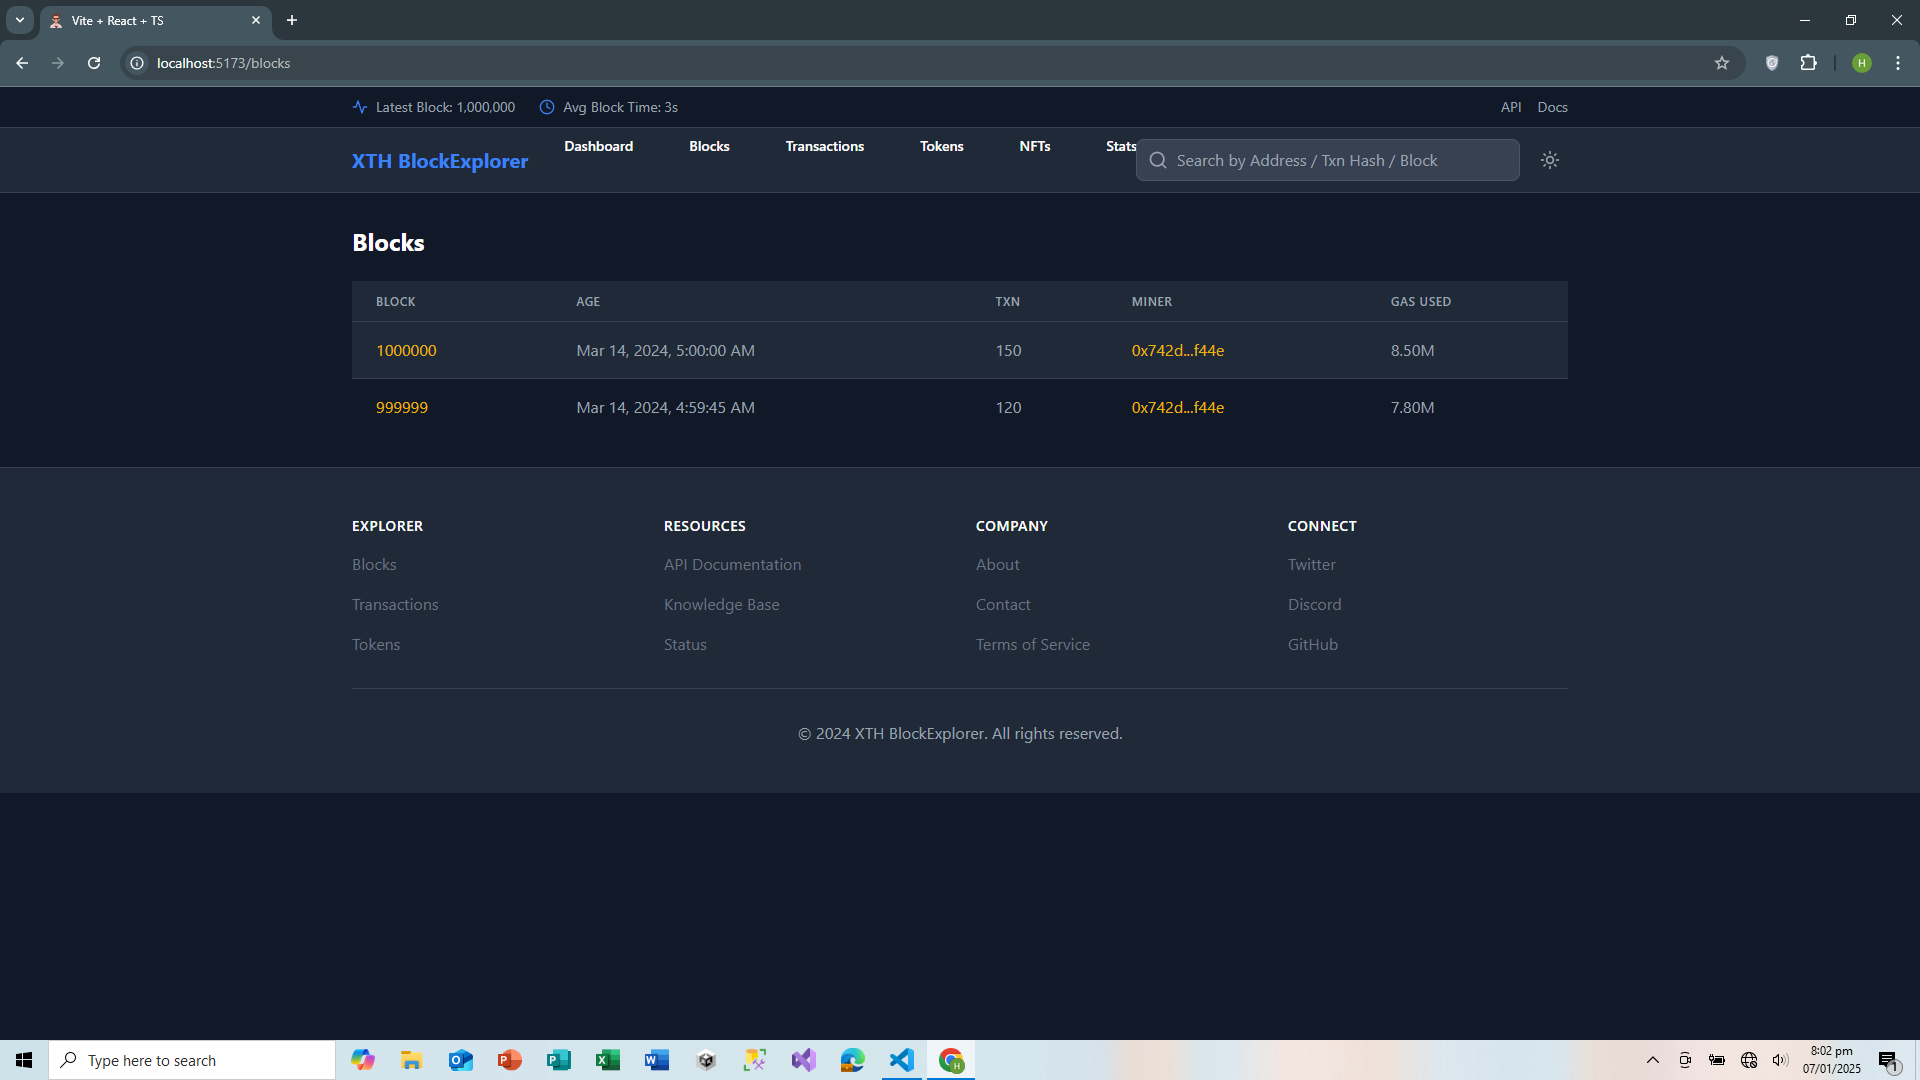 Vite + React + TS
localhost:5173/blocks
H
Latest Block: 1,000,000 Avg Block Time: 3s API Docs
XTH BlockExplorer Dashboard Blocks Transactions Tokens NFTs Stats Search by Address / Txn Hash / Block
Blocks
BLOCK AGE TXN MINER GAS USED
1000000 Mar 14, 2024, 5:00:00 AM 150 0x742d...f44e 8.50M
999999 Mar 14, 2024, 4:59:45 AM 120 0x742d...f44e 7.80M
EXPLORER RESOURCES COMPANY CONNECT
Blocks API Documentation About Twitter
Transactions Knowledge Base Contact Discord
Tokens Status Terms of Service GitHub
© 2024 XTH BlockExplorer. All rights reserved.
Type here to search
8:02 pm
07/01/2025
1